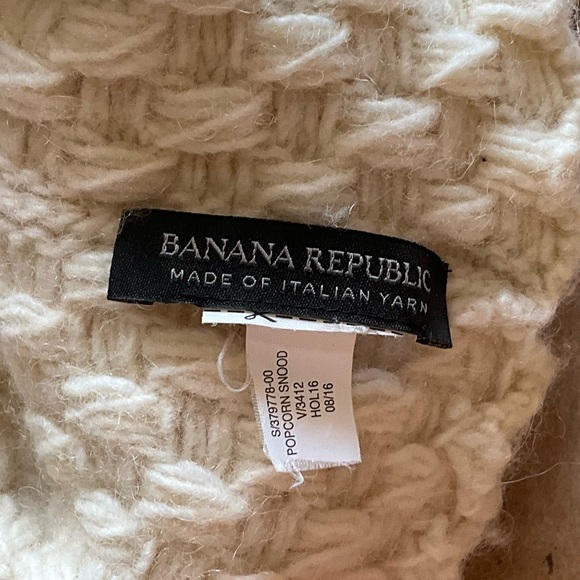 BANANA REPUBLIC
MADE OF ITALIAN YARN
S/379778-00
POPCORN SNOOD
V/3412
HOL16
08/16